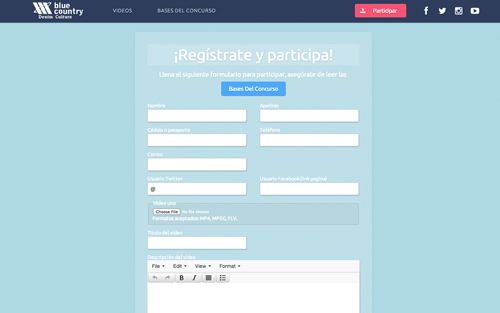 blue
country
Denim Culture
VIDEOS
BASES DEL CONCURSO
Participar
¡Regístrate y participa!
Llena el siguiente formulario para participar, asegúrate de leer las
Bases Del Concurso
Nombre
Apellido
Cédula o pasaporte
Teléfono
Correo
Usuario Twitter
Usuario Facebook(link pagina)
@
Video uno
Choose File No file chosen
Formatos aceptados: MP4, MPEG, FLV.
Título del video
Descripción del video
File Edit View Format
B I